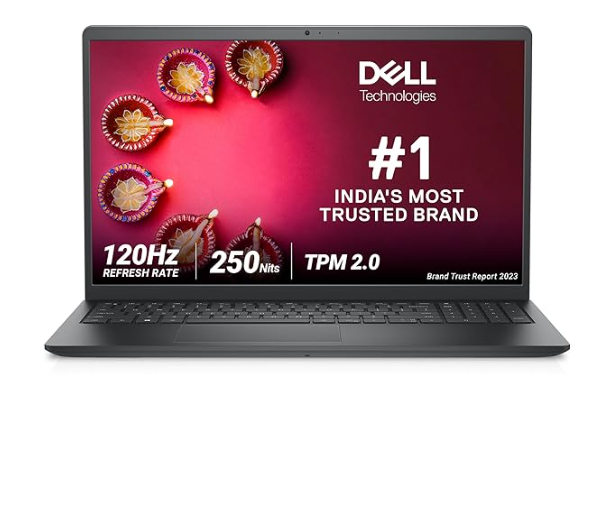 DELL
Technologies
#1
INDIA'S MOST
TRUSTED BRAND
120Hz
REFRESH RATE
250Nits
TPM 2.0
Brand Trust Report 2023